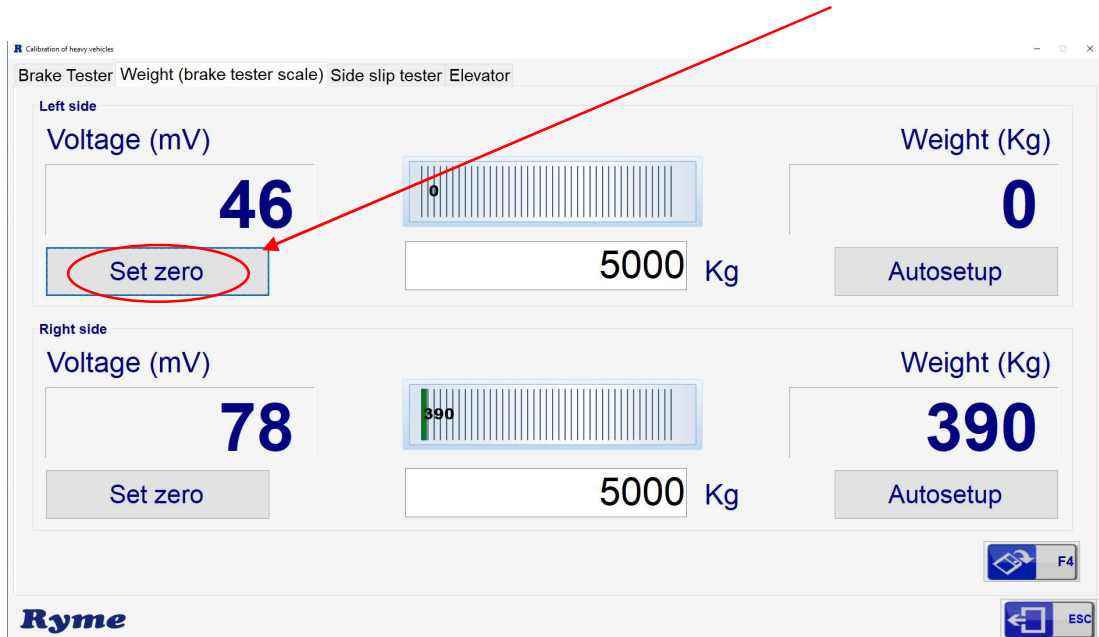 R Calibration of heavy vehicles
Brake Tester Weight (brake tester scale) Side slip tester Elevator
Left side
Voltage (mV) Weight (Kg)
46 0 0
Set zero 5000 Kg Autosetup
Right side
Voltage (mV) Weight (Kg)
78 390 390
Set zero 5000 Kg Autosetup
F4
Ryme ESC